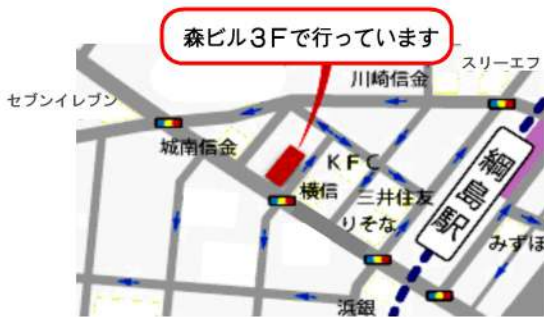 森ビル3Fで行っています
スリーエフ
川崎信金
セブンイレブン
城南信金
KFC
横信
三井住友
りそな
綱島駅
みずほ
浜銀